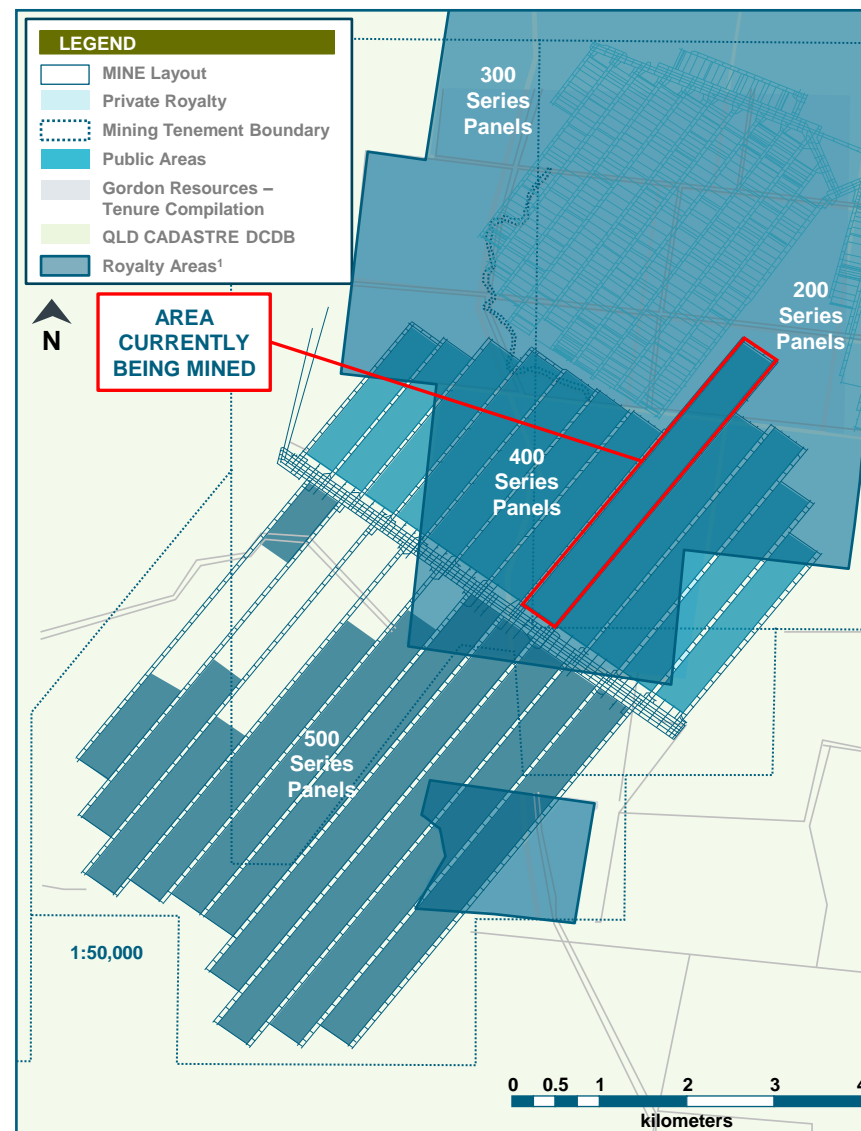 LEGEND
MINE Layout
Private Royalty
Mining Tenement Boundary
Public Areas
Gordon Resources –
Tenure Compilation
QLD CADASTRE DCDB
Royalty Areas¹
N
AREA
CURRENTLY
BEING MINED
300
Series
Panels
200
Series
Panels
400
Series
Panels
500
Series
Panels
1:50,000
0 0.5 1 2 3 4
kilometers